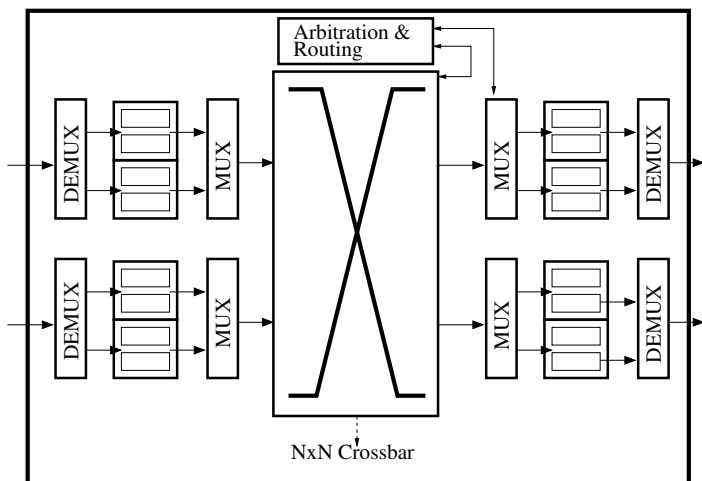 Arbitration &
Routing
DEMUX
MUX
MUX
DEMUX
DEMUX
MUX
MUX
DEMUX
NxN Crossbar